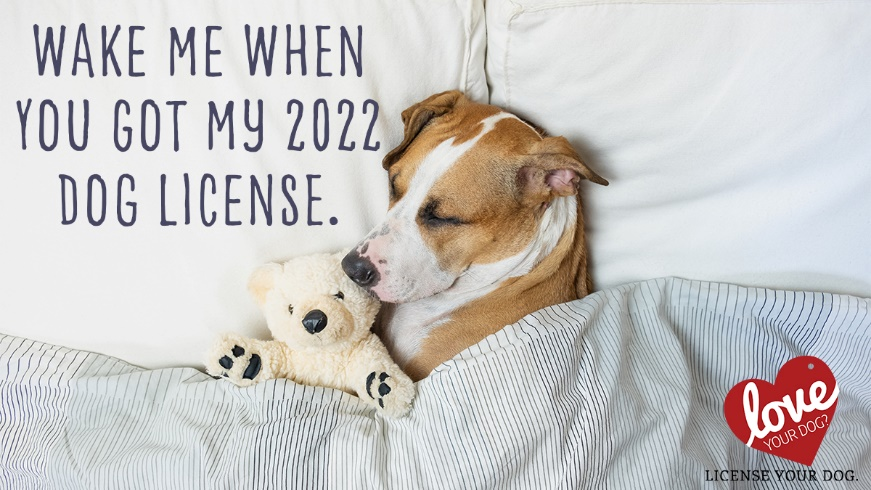 WAKE ME WHEN
YOU GOT MY 2022
DOG LICENSE.
love
YOUR DOG?
LICENSE YOUR DOG.